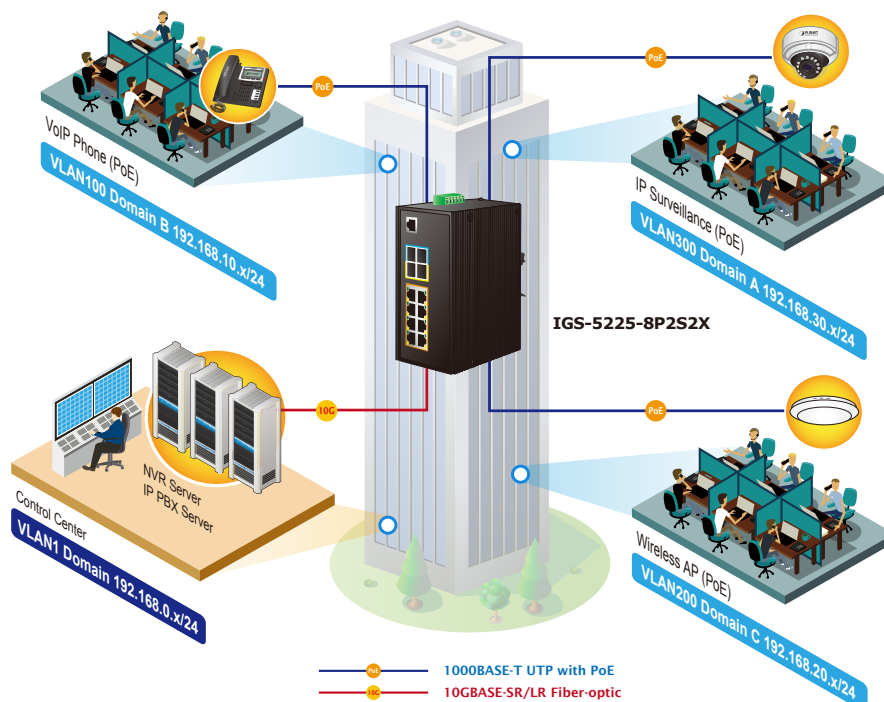 PoE
PoE
PLANET
VoIP Phone (PoE)
VLAN100 Domain B 192.168.10.x/24
IP Surveillance (PoE)
VLAN300 Domain A 192.168.30.x/24
IGS-5225-8P2S2X
10G
PoE
NVR Server
IP PBX Server
Control Center
VLAN1 Domain 192.168.0.x/24
Wireless AP (PoE)
VLAN200 Domain C 192.168.20.x/24
PoE 1000BASE-T UTP with PoE
10G 10GBASE-SR/LR Fiber-optic